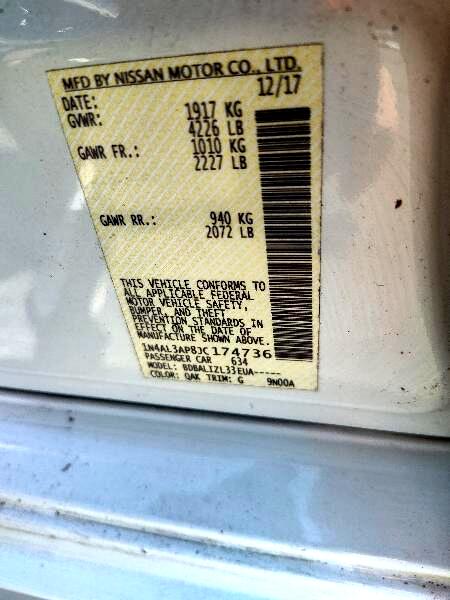 MFD BY NISSAN MOTOR CO., LTD.
DATE: 12/17
GVWR: 1917 KG
4226 LB
GAWR FR.: 1010 KG
2227 LB
GAWR RR.: 940 KG
2072 LB
THIS VEHICLE CONFORMS TO
ALL APPLICABLE FEDERAL
MOTOR VEHICLE SAFETY,
BUMPER, AND THEFT
PREVENTION STANDARDS IN
EFFECT ON THE DATE OF
MANUFACTURE SHOWN ABOVE.
1N4AL3AP8JC174736
PASSENGER CAR 634
MODEL: BDBALIZL33EUA-----
COLOR: QAK TRIM: G 9N00A